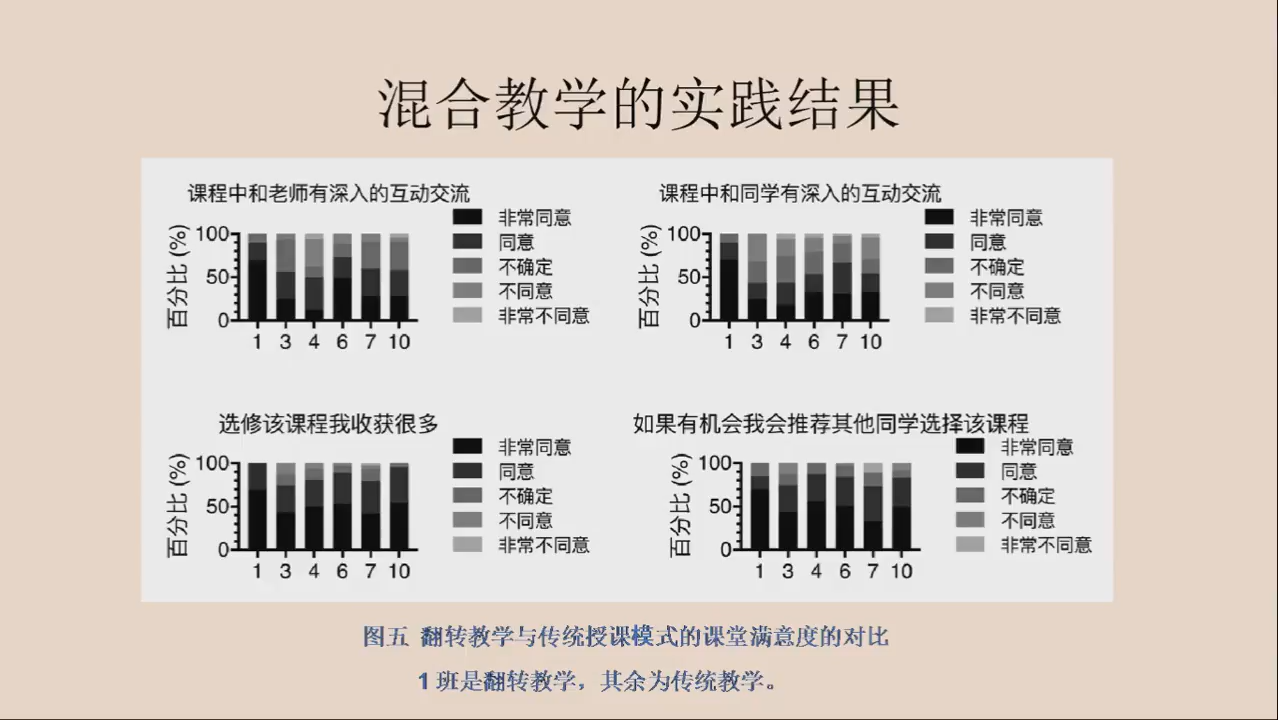 混合教学的实践结果
课程中和老师有深入的互动交流
百分比 (%)
100
50
0
1 3 4 6 7 10
非常同意
同意
不确定
不同意
非常不同意
课程中和同学有深入的互动交流
百分比 (%)
100
50
0
1 3 4 6 7 10
非常同意
同意
不确定
不同意
非常不同意
选修该课程我收获很多
百分比 (%)
100
50
0
1 3 4 6 7 10
非常同意
同意
不确定
不同意
非常不同意
如果有机会我会推荐其他同学选择该课程
百分比 (%)
100
50
0
1 3 4 6 7 10
非常同意
同意
不确定
不同意
非常不同意
图五 翻转教学与传统授课模式的课堂满意度的对比
1 班是翻转教学，其余为传统教学。